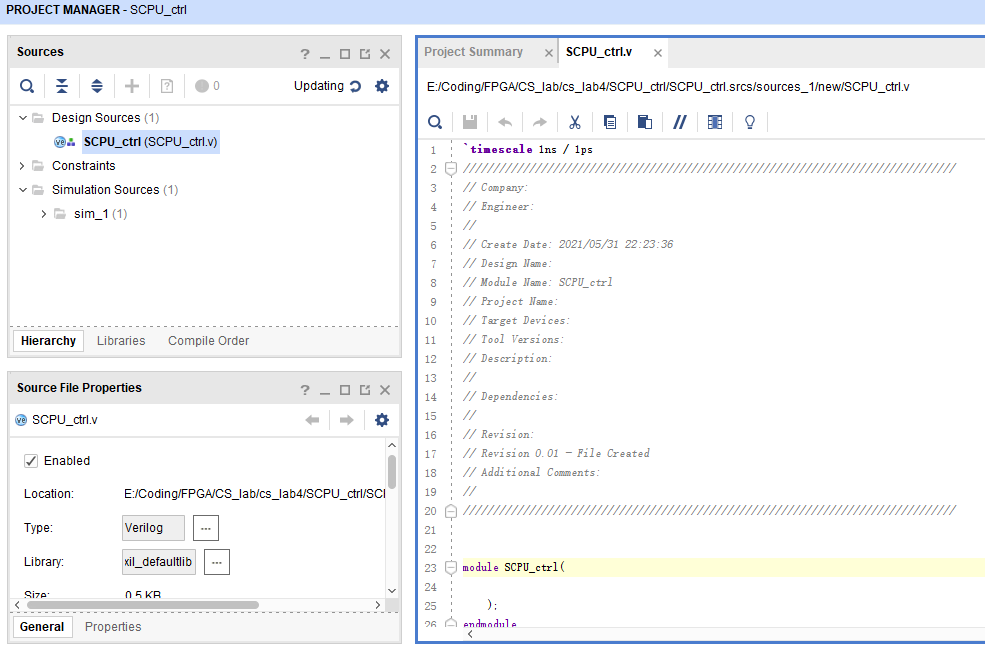 PROJECT MANAGER - SCPU_ctrl
Sources
? _
Updating
0
Design Sources (1)
SCPU_ctrl (SCPU_ctrl.v)
Constraints
Simulation Sources (1)
sim_1 (1)
Hierarchy Libraries Compile Order
Source File Properties
? _
SCPU_ctrl.v
Enabled
Location: E:/Coding/FPGA/CS_lab/cs_lab4/SCPU_ctrl/SCI
Type: Verilog ...
Library: xil_defaultlib ...
Size: 0.5 KB
General Properties
Project Summary × SCPU_ctrl.v ×
E:/Coding/FPGA/CS_lab/cs_lab4/SCPU_ctrl/SCPU_ctrl.srcs/sources_1/new/SCPU_ctrl.v
1 `timescale 1ns / 1ps
2 //////////////////////////////////////////////////////////////////////////////////
3 // Company:
4 // Engineer:
5 //
6 // Create Date: 2021/05/31 22:23:36
7 // Design Name:
8 // Module Name: SCPU_ctrl
9 // Project Name:
10 // Target Devices:
11 // Tool Versions:
12 // Description:
13 //
14 // Dependencies:
15 //
16 // Revision:
17 // Revision 0.01 - File Created
18 // Additional Comments:
19 //
20 //////////////////////////////////////////////////////////////////////////////////
21
22
23 module SCPU_ctrl(
24
25 );
26 endmodule